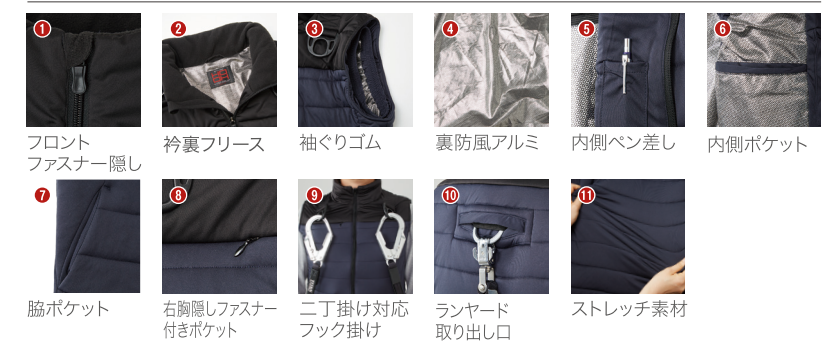 1
フロント
ファスナー隠し
2
衿裏フリース
3
袖ぐりゴム
4
裏防風アルミ
5
内側ペン差し
6
内側ポケット
7
脇ポケット
8
右胸隠しファスナー
付きポケット
9
二丁掛け対応
フック掛け
10
ランヤード
取り出し口
11
ストレッチ素材